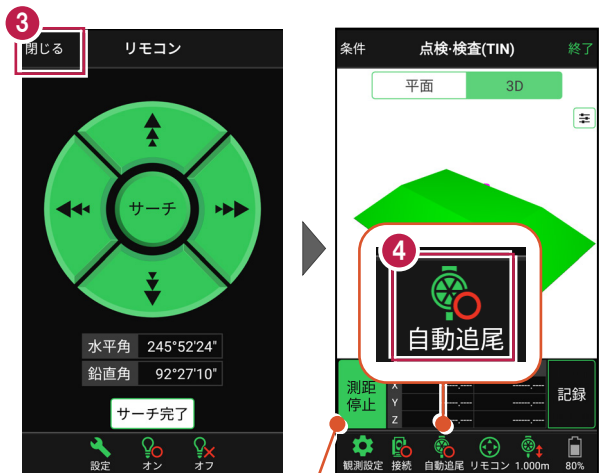 3
閉じる リモコン
サーチ
水平角 245°52'24"
鉛直角 92°27'10"
サーチ完了
設定 オン オフ
条件 点検・検査(TIN) 終了
平面 3D
4
自動追尾
測距
停止
X ----.---- ----.----
Y ----.----
Z ----.---- ----.----
記録
観測設定 接続 自動追尾 リモコン 1.000m 80%